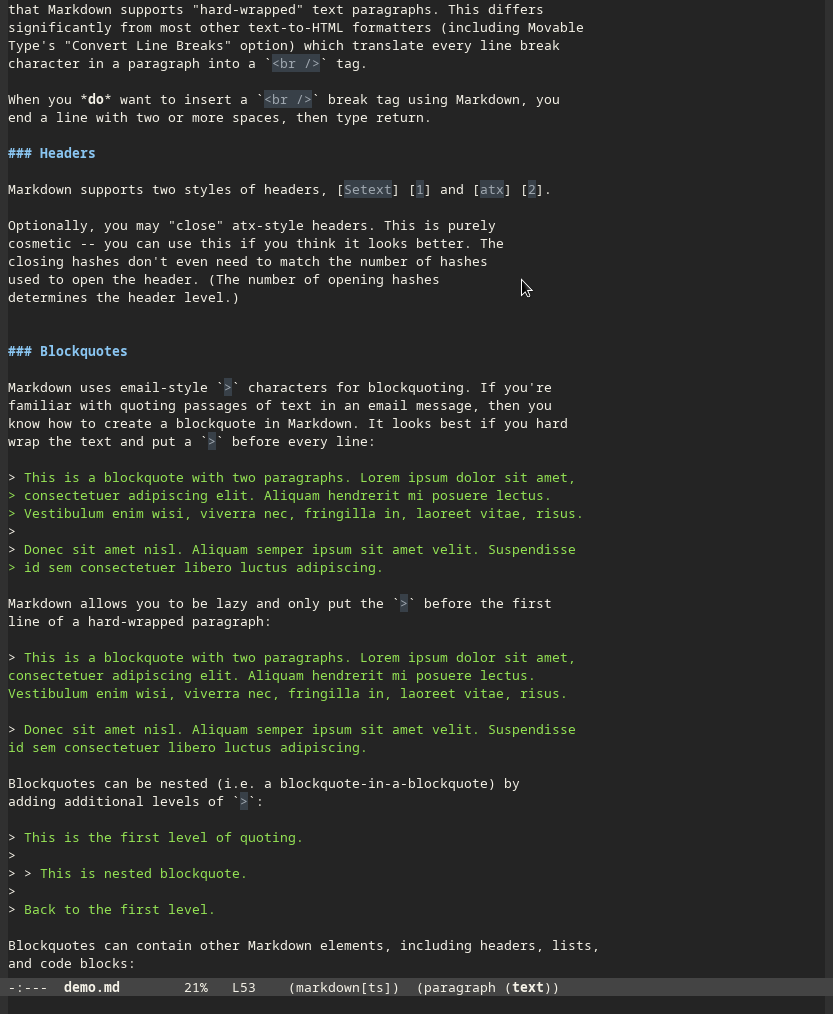 that Markdown supports "hard-wrapped" text paragraphs. This differs
significantly from most other text-to-HTML formatters (including Movable
Type's "Convert Line Breaks" option) which translate every line break
character in a paragraph into a `<br />` tag.

When you *do* want to insert a `<br />` break tag using Markdown, you
end a line with two or more spaces, then type return.

### Headers

Markdown supports two styles of headers, [Setext] [1] and [atx] [2].

Optionally, you may "close" atx-style headers. This is purely
cosmetic -- you can use this if you think it looks better. The
closing hashes don't even need to match the number of hashes
used to open the header. (The number of opening hashes
determines the header level.)


### Blockquotes

Markdown uses email-style `>` characters for blockquoting. If you're
familiar with quoting passages of text in an email message, then you
know how to create a blockquote in Markdown. It looks best if you hard
wrap the text and put a `>` before every line:

> This is a blockquote with two paragraphs. Lorem ipsum dolor sit amet,
> consectetuer adipiscing elit. Aliquam hendrerit mi posuere lectus.
> Vestibulum enim wisi, viverra nec, fringilla in, laoreet vitae, risus.
>
> Donec sit amet nisl. Aliquam semper ipsum sit amet velit. Suspendisse
> id sem consectetuer libero luctus adipiscing.

Markdown allows you to be lazy and only put the `>` before the first
line of a hard-wrapped paragraph:

> This is a blockquote with two paragraphs. Lorem ipsum dolor sit amet,
consectetuer adipiscing elit. Aliquam hendrerit mi posuere lectus.
Vestibulum enim wisi, viverra nec, fringilla in, laoreet vitae, risus.

> Donec sit amet nisl. Aliquam semper ipsum sit amet velit. Suspendisse
id sem consectetuer libero luctus adipiscing.

Blockquotes can be nested (i.e. a blockquote-in-a-blockquote) by
adding additional levels of `>`:

> This is the first level of quoting.
>
> > This is nested blockquote.
>
> Back to the first level.

Blockquotes can contain other Markdown elements, including headers, lists,
and code blocks:
-:---  demo.md        21%   L53    (markdown[ts])  (paragraph (text))